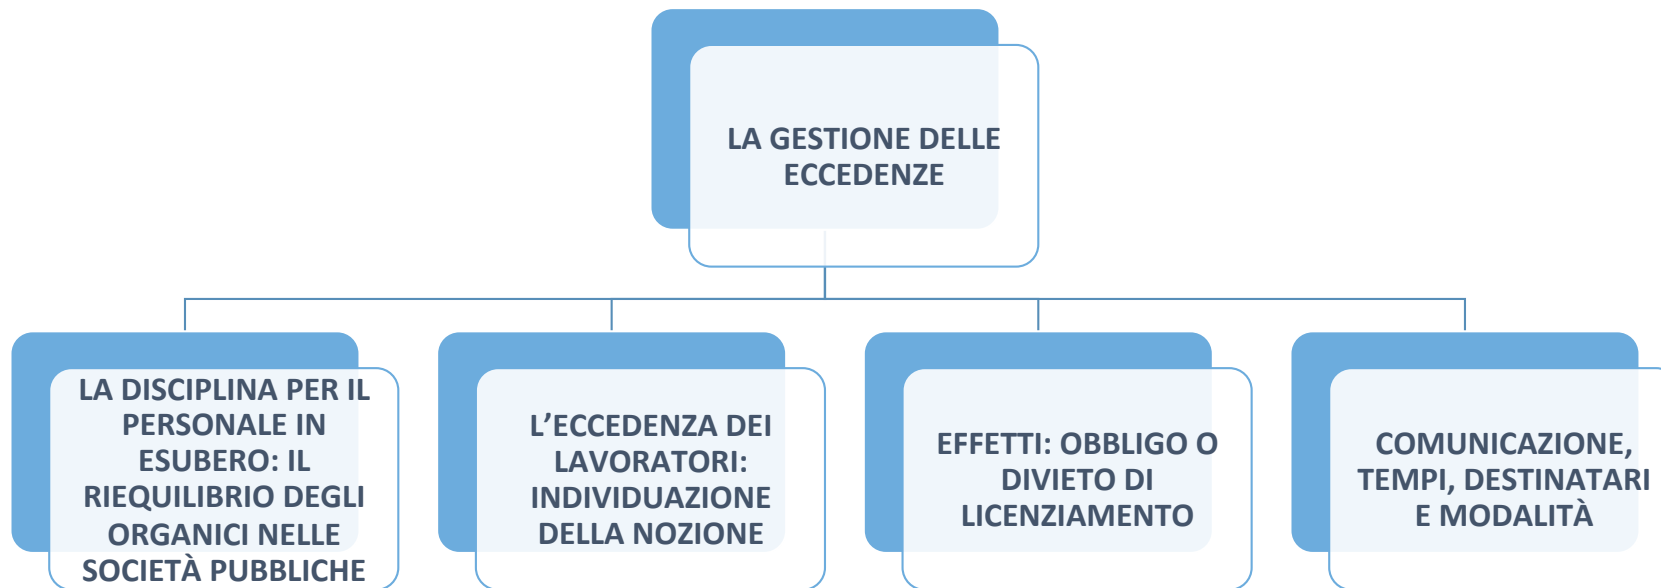 LA GESTIONE DELLE
ECCEDENZE
LA DISCIPLINA PER IL
PERSONALE IN
ESUBERO: IL
RIEQUILIBRIO DEGLI
ORGANICI NELLE
SOCIETÀ PUBBLICHE
L’ECCEDENZA DEI
LAVORATORI:
INDIVIDUAZIONE
DELLA NOZIONE
EFFETTI: OBBLIGO O
DIVIETO DI
LICENZIAMENTO
COMUNICAZIONE,
TEMPI, DESTINATARI
E MODALITÀ